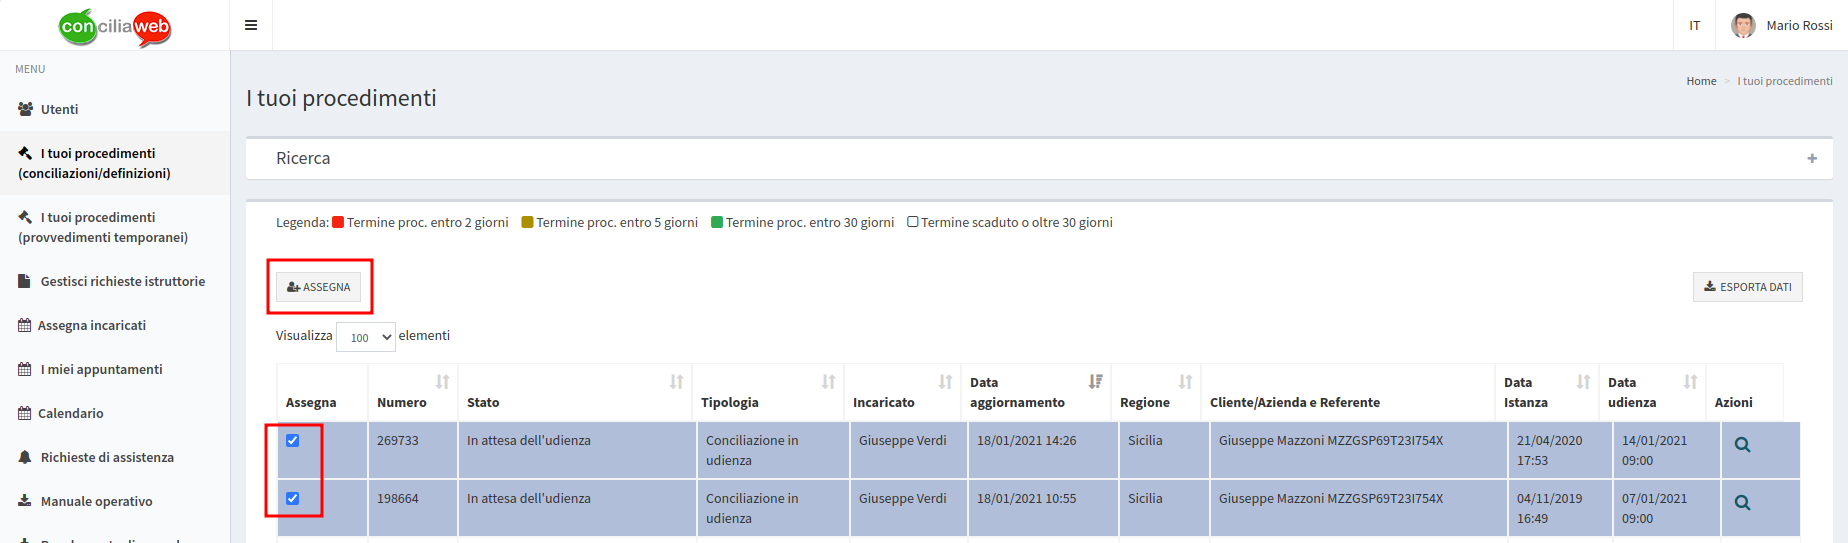 conciliaweb
IT
Mario Rossi
MENU
Utenti
I tuoi procedimenti
(conciliazioni/definizioni)
I tuoi procedimenti
(provvedimenti temporanei)
Gestisci richieste istruttorie
Assegna incaricati
I miei appuntamenti
Calendario
Richieste di assistenza
Manuale operativo
Home > I tuoi procedimenti
I tuoi procedimenti
Ricerca
Legenda: Termine proc. entro 2 giorni Termine proc. entro 5 giorni Termine proc. entro 30 giorni Termine scaduto o oltre 30 giorni
ASSEGNA
ESPORTA DATI
Visualizza 100 elementi
Assegna Numero Stato Tipologia Incaricato Data aggiornamento Regione Cliente/Azienda e Referente Data Istanza Data udienza Azioni
269733 In attesa dell'udienza Conciliazione in udienza Giuseppe Verdi 18/01/2021 14:26 Sicilia Giuseppe Mazzoni MZZGSP69T23I754X 21/04/2020 17:53 14/01/2021 09:00
198664 In attesa dell'udienza Conciliazione in udienza Giuseppe Verdi 18/01/2021 10:55 Sicilia Giuseppe Mazzoni MZZGSP69T23I754X 04/11/2019 16:49 07/01/2021 09:00